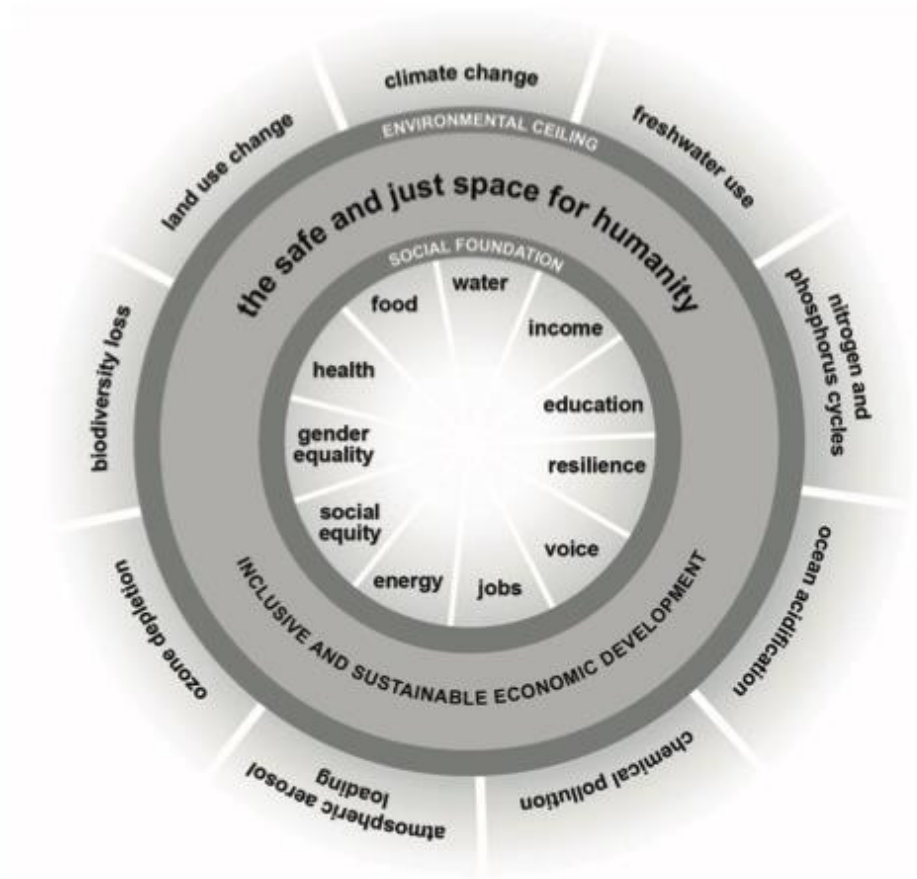 climate change
freshwater use
nitrogen and
phosphorus cycles
ocean acidification
chemical pollution
atmospheric aerosol
loading
ozone depletion
biodiversity loss
land use change
ENVIRONMENTAL CEILING
the safe and just space for humanity
SOCIAL FOUNDATION
water
income
education
resilience
voice
jobs
energy
social
equity
gender
equality
health
food
INCLUSIVE AND SUSTAINABLE ECONOMIC DEVELOPMENT